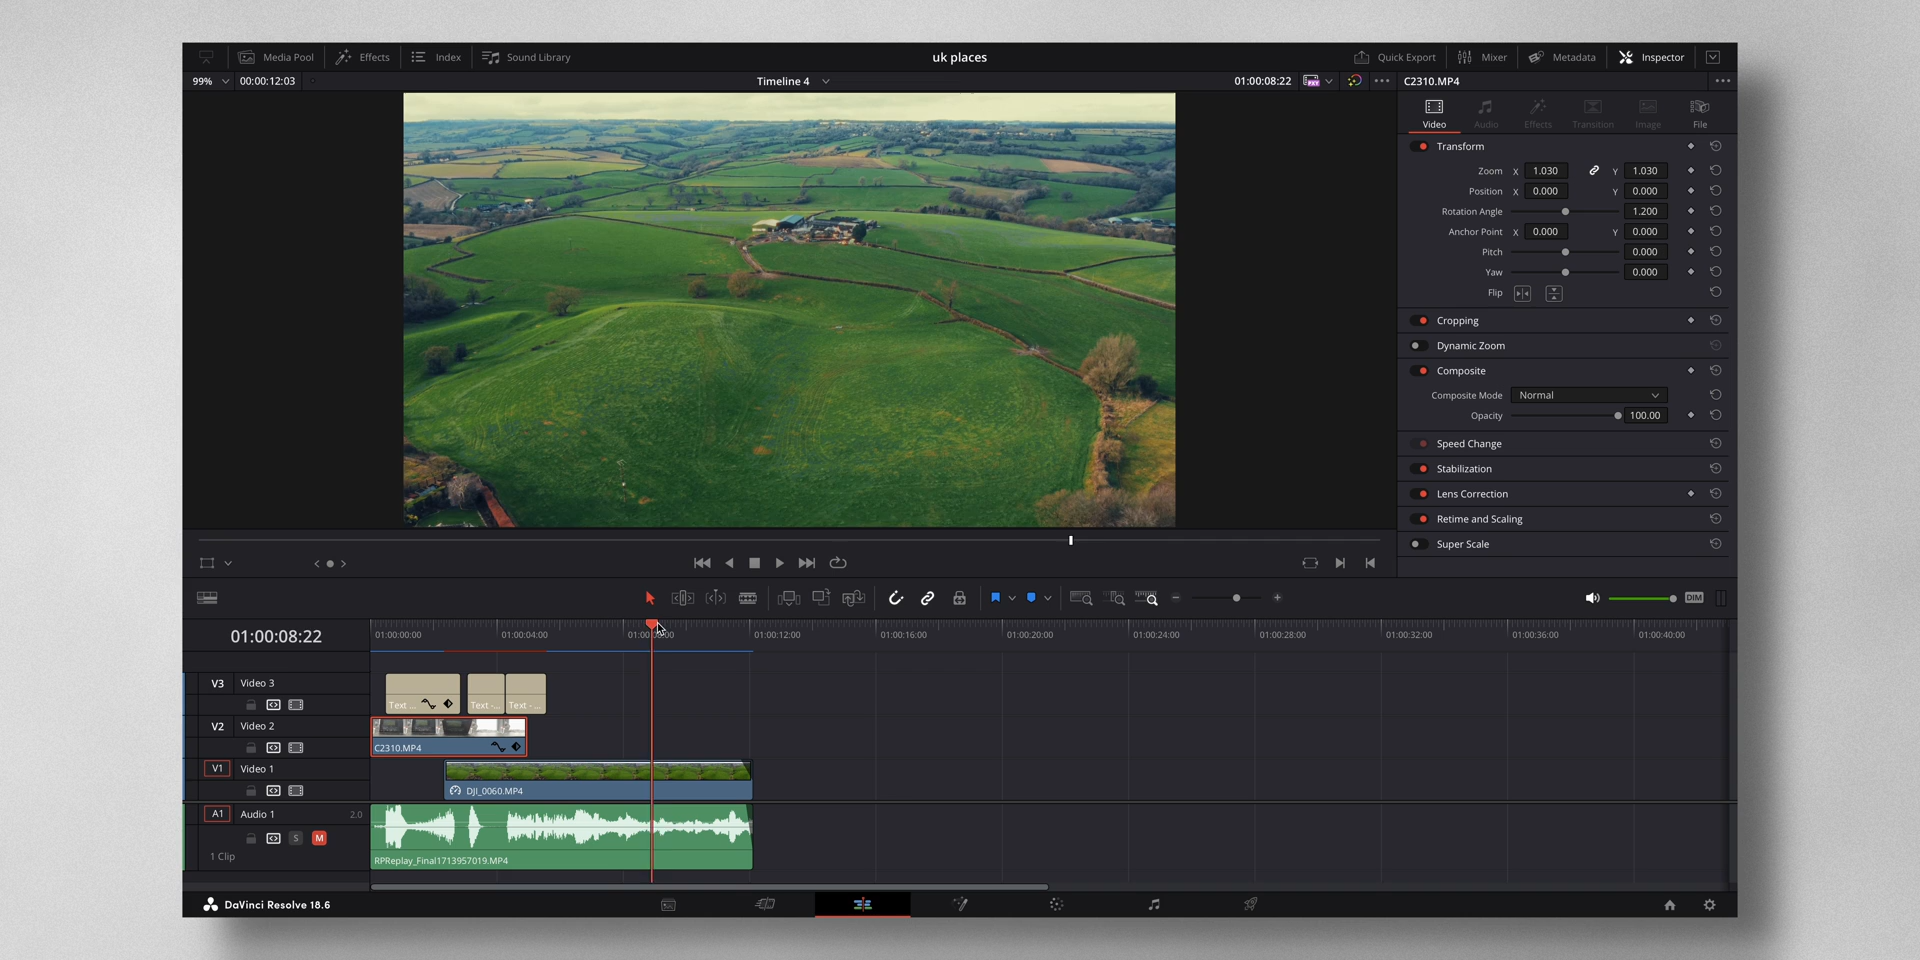 Media Pool Effects Index Sound Library uk places Quick Export Mixer Metadata Inspector
99% 00:00:12:03 Timeline 4 01:00:08:22 C2310.MP4
Video Audio Effects Transition Image File
Transform
Zoom X 1.030 Y 1.030
Position X 0.000 Y 0.000
Rotation Angle 1.200
Anchor Point X 0.000 Y 0.000
Pitch 0.000
Yaw 0.000
Flip
Cropping
Dynamic Zoom
Composite
Composite Mode Normal
Opacity 100.00
Speed Change
Stabilization
Lens Correction
Retime and Scaling
Super Scale
DIM
01:00:08:22
01:00:00:00 01:00:04:00 01:00:12:00 01:00:16:00 01:00:20:00 01:00:24:00 01:00:28:00 01:00:32:00 01:00:36:00 01:00:40:00
V3 Video 3
Text ... Text -... Text - ...
V2 Video 2
C2310.MP4
V1 Video 1
DJI_0060.MP4
A1 Audio 1 2.0
S M
1 Clip
RPReplay_Final1713957019.MP4
DaVinci Resolve 18.6